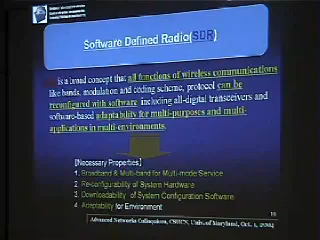 Software Defined Radio(SDR)
is a broad concept that all functions of wireless communications
like bands, modulation and coding scheme, protocol can be
reconfigured with software including all-digital transceivers and
software-based adaptability for multi-purposes and multi-
applications in multi-environments.
[Necessary Properties]
1. Broadband & Multi-band for Multi-mode Service
2. Re-configurability of System Hardware
3. Downloadability of System Configuration Software
4. Adaptability for Environment
Advanced Networks Colloquium, CSHCN, Univ. of Maryland, Oct. 1, 2004